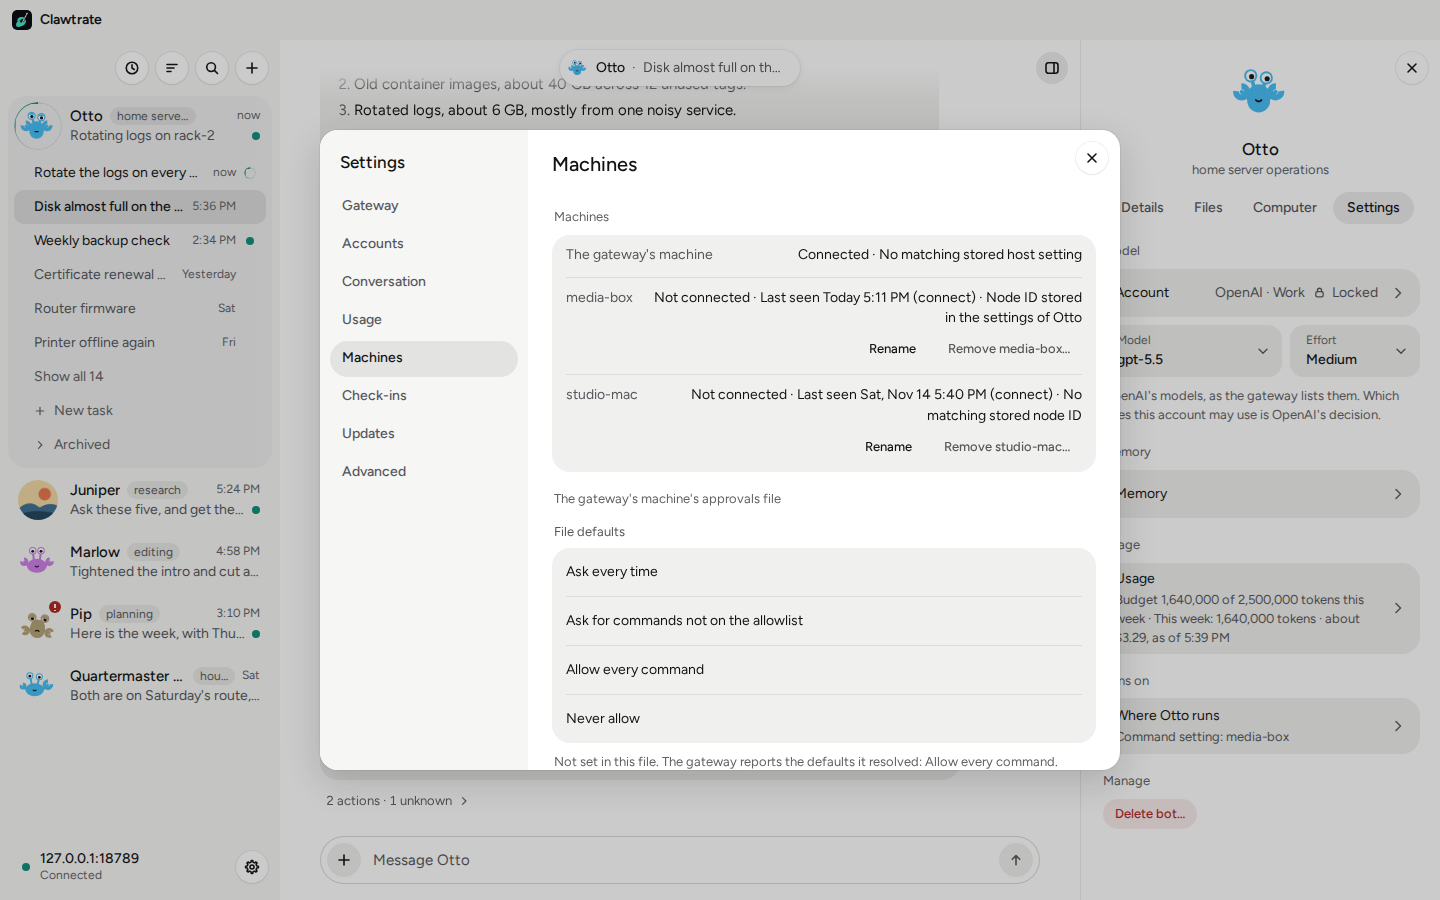 Clawtrate
Otto
home serve...
now
Rotating logs on rack-2
Rotate the logs on every ...
now
Disk almost full on the ...
5:36 PM
Weekly backup check
2:34 PM
Certificate renewal ...
Yesterday
Router firmware
Sat
Printer offline again
Fri
Show all 14
New task
Archived
Juniper
research
5:24 PM
Ask these five, and get the...
Marlow
editing
4:58 PM
Tightened the intro and cut a...
Pip
planning
3:10 PM
Here is the week, with Thu...
Quartermaster ...
hou...
Sat
Both are on Saturday's route,...
127.0.0.1:18789
Connected
Otto · Disk almost full on th...
2. Old container images, about 40 GB across 12 unused tags.
3. Rotated logs, about 6 GB, mostly from one noisy service.
Settings
Gateway
Accounts
Conversation
Usage
Machines
Check-ins
Updates
Advanced
Machines
Machines
The gateway's machine
Connected · No matching stored host setting
media-box
Not connected · Last seen Today 5:11 PM (connect) · Node ID stored
in the settings of Otto
Rename
Remove media-box...
studio-mac
Not connected · Last seen Sat, Nov 14 5:40 PM (connect) · No
matching stored node ID
Rename
Remove studio-mac...
The gateway's machine's approvals file
File defaults
Ask every time
Ask for commands not on the allowlist
Allow every command
Never allow
Not set in this file. The gateway reports the defaults it resolved: Allow every command.
2 actions · 1 unknown
Message Otto
Otto
home server operations
Details
Files
Computer
Settings
Account
OpenAI · Work
Locked
Model
gpt-5.5
Effort
Medium
OpenAI's models, as the gateway lists them. Which
this account may use is OpenAI's decision.
Memory
Usage
Budget 1,640,000 of 2,500,000 tokens this
week · This week: 1,640,000 tokens · about
$3.29, as of 5:39 PM
on
Where Otto runs
Command setting: media-box
Manage
Delete bot...